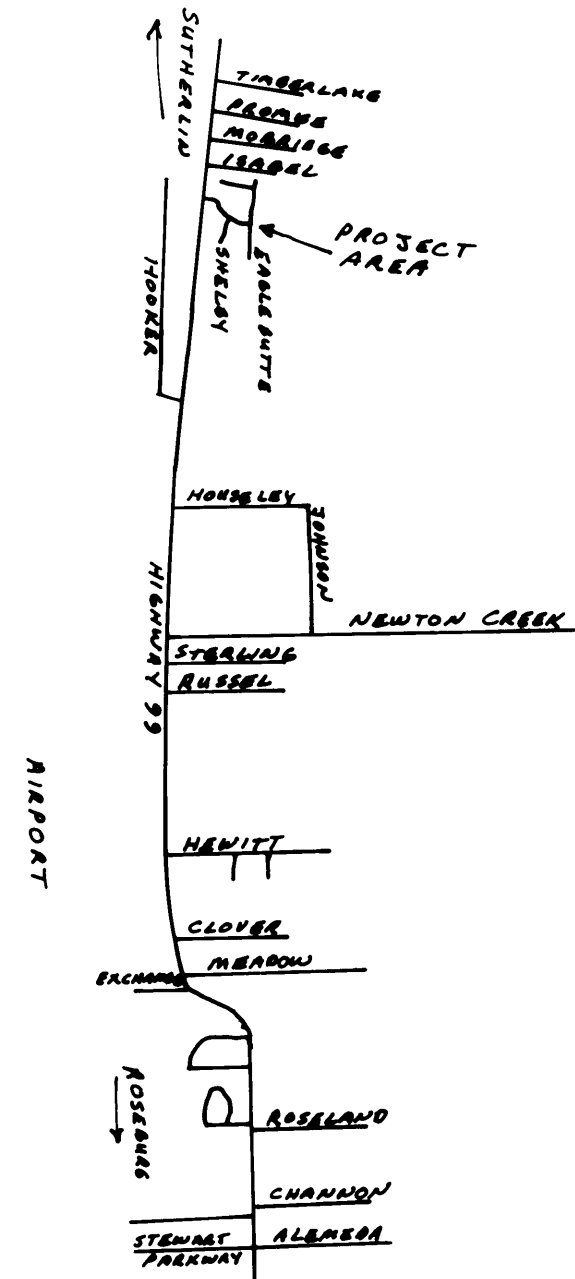 SUTHERLIN
TIMBERLAKE
PROMISE
MORRIDGE
ISABEL
PROJECT
AREA
SHELBY
EAGLE BUTTE
HOOKER
HOUSELEY
JOHNSON
NEWTON CREEK
HIGHWAY 99
STERLING
RUSSEL
AIRPORT
HEWITT
CLOVER
MEADOW
EXCHANGE
ROSEBURG
ROSELAND
CHANNON
STEWART
PARKWAY
ALEMEDA